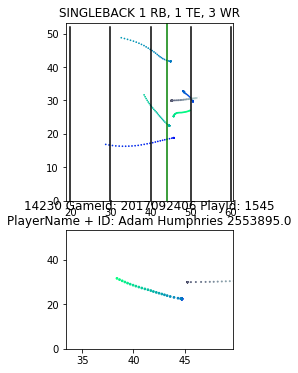 SINGLEBACK 1 RB, 1 TE, 3 WR
50
40
30
20
10
0
20 30 40 50 60
14230 GameId: 2017092406 PlayId: 1545
PlayerName + ID: Adam Humphries 2553895.0
40
20
0
35 40 45